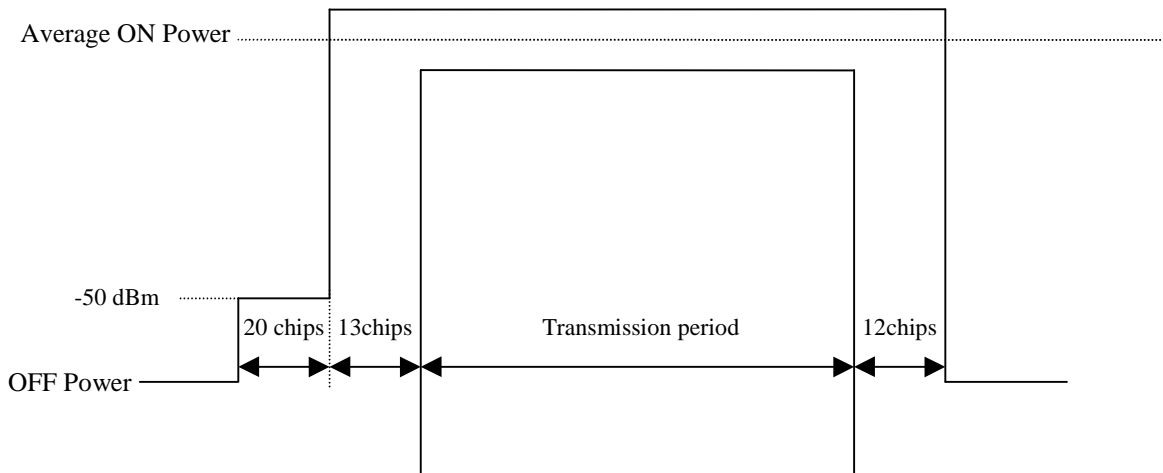 Average ON Power
-50 dBm
20 chips
13chips
Transmission period
12chips
OFF Power